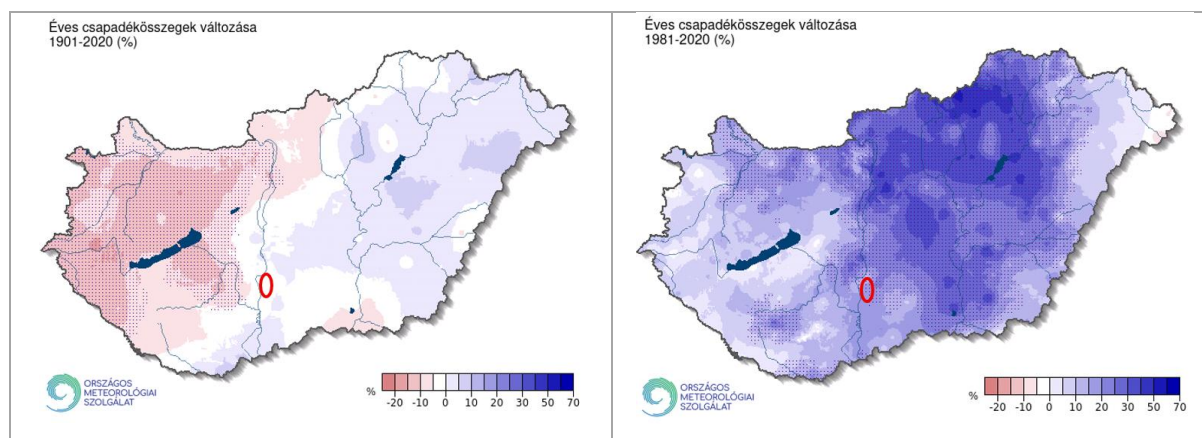 Éves csapadékösszegek változása
1901-2020 (%)
ORSZÁGOS
METEOROLÓGIAI
SZOLGÁLAT
%
-20 -10 0 10 20 30 50 70
Éves csapadékösszegek változása
1981-2020 (%)
ORSZÁGOS
METEOROLÓGIAI
SZOLGÁLAT
%
-20 -10 0 10 20 30 50 70